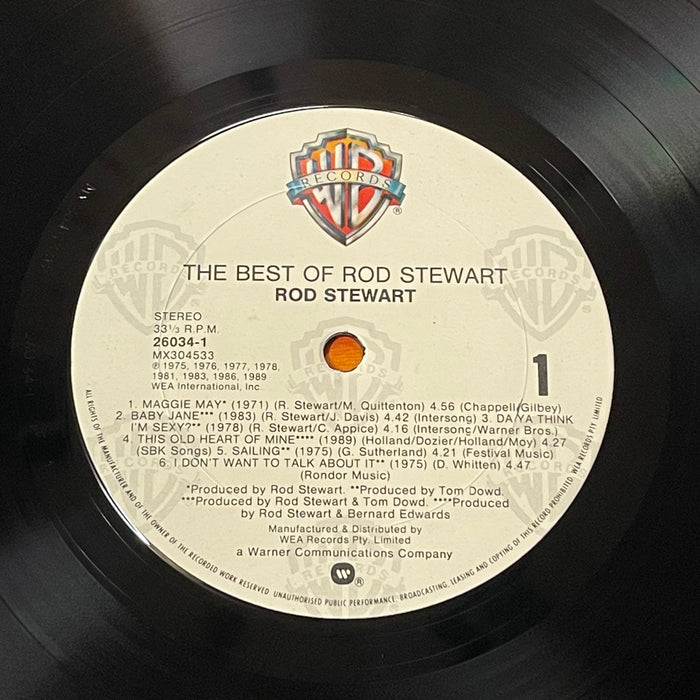 WB
RECORDS
®
THE BEST OF ROD STEWART
ROD STEWART
STEREO
33⅓ R.P.M.
26034-1
MX304533
℗ 1975, 1976, 1977, 1978,
1981, 1983, 1986, 1989
WEA International, Inc.
1
1. MAGGIE MAY* (1971) (R. Stewart/M. Quittenton) 4.56 (Chappell/Gilbey)
2. BABY JANE*** (1983) (R. Stewart/J. Davis) 4.42 (Intersong) 3. DA'YA THINK
I'M SEXY?** (1978) (R. Stewart/C. Appice) 4.16 (Intersong/Warner Bros.)
4. THIS OLD HEART OF MINE**** (1989) (Holland/Dozier/Holland/Moy) 4.27
(SBK Songs) 5. SAILING** (1975) (G. Sutherland) 4.21 (Festival Music)
6. I DON'T WANT TO TALK ABOUT IT** (1975) (D. Whitten) 4.47
(Rondor Music)
*Produced by Rod Stewart. **Produced by Tom Dowd.
***Produced by Rod Stewart & Tom Dowd. ****Produced
by Rod Stewart & Bernard Edwards
Manufactured & Distributed by
WEA Records Pty. Limited
a Warner Communications Company
®
ALL RIGHTS OF THE MANUFACTURER AND OF THE OWNER OF THE RECORDED WORK RESERVED. UNAUTHORISED PUBLIC PERFORMANCE, BROADCASTING, LEASING AND COPYING OF THIS RECORD PROHIBITED. WEA RECORDS PTY. LIMITED